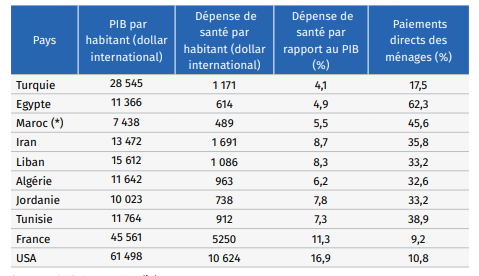 Pays PIB par habitant (dollar international) Dépense de santé par habitant (dollar international) Dépense de santé par rapport au PIB (%) Paiements directs des ménages (%)
Turquie 28 545 1 171 4,1 17,5
Egypte 11 366 614 4,9 62,3
Maroc (*) 7 438 489 5,5 45,6
Iran 13 472 1 691 8,7 35,8
Liban 15 612 1 086 8,3 33,2
Algérie 11 642 963 6,2 32,6
Jordanie 10 023 738 7,8 33,2
Tunisie 11 764 912 7,3 38,9
France 45 561 5250 11,3 9,2
USA 61 498 10 624 16,9 10,8